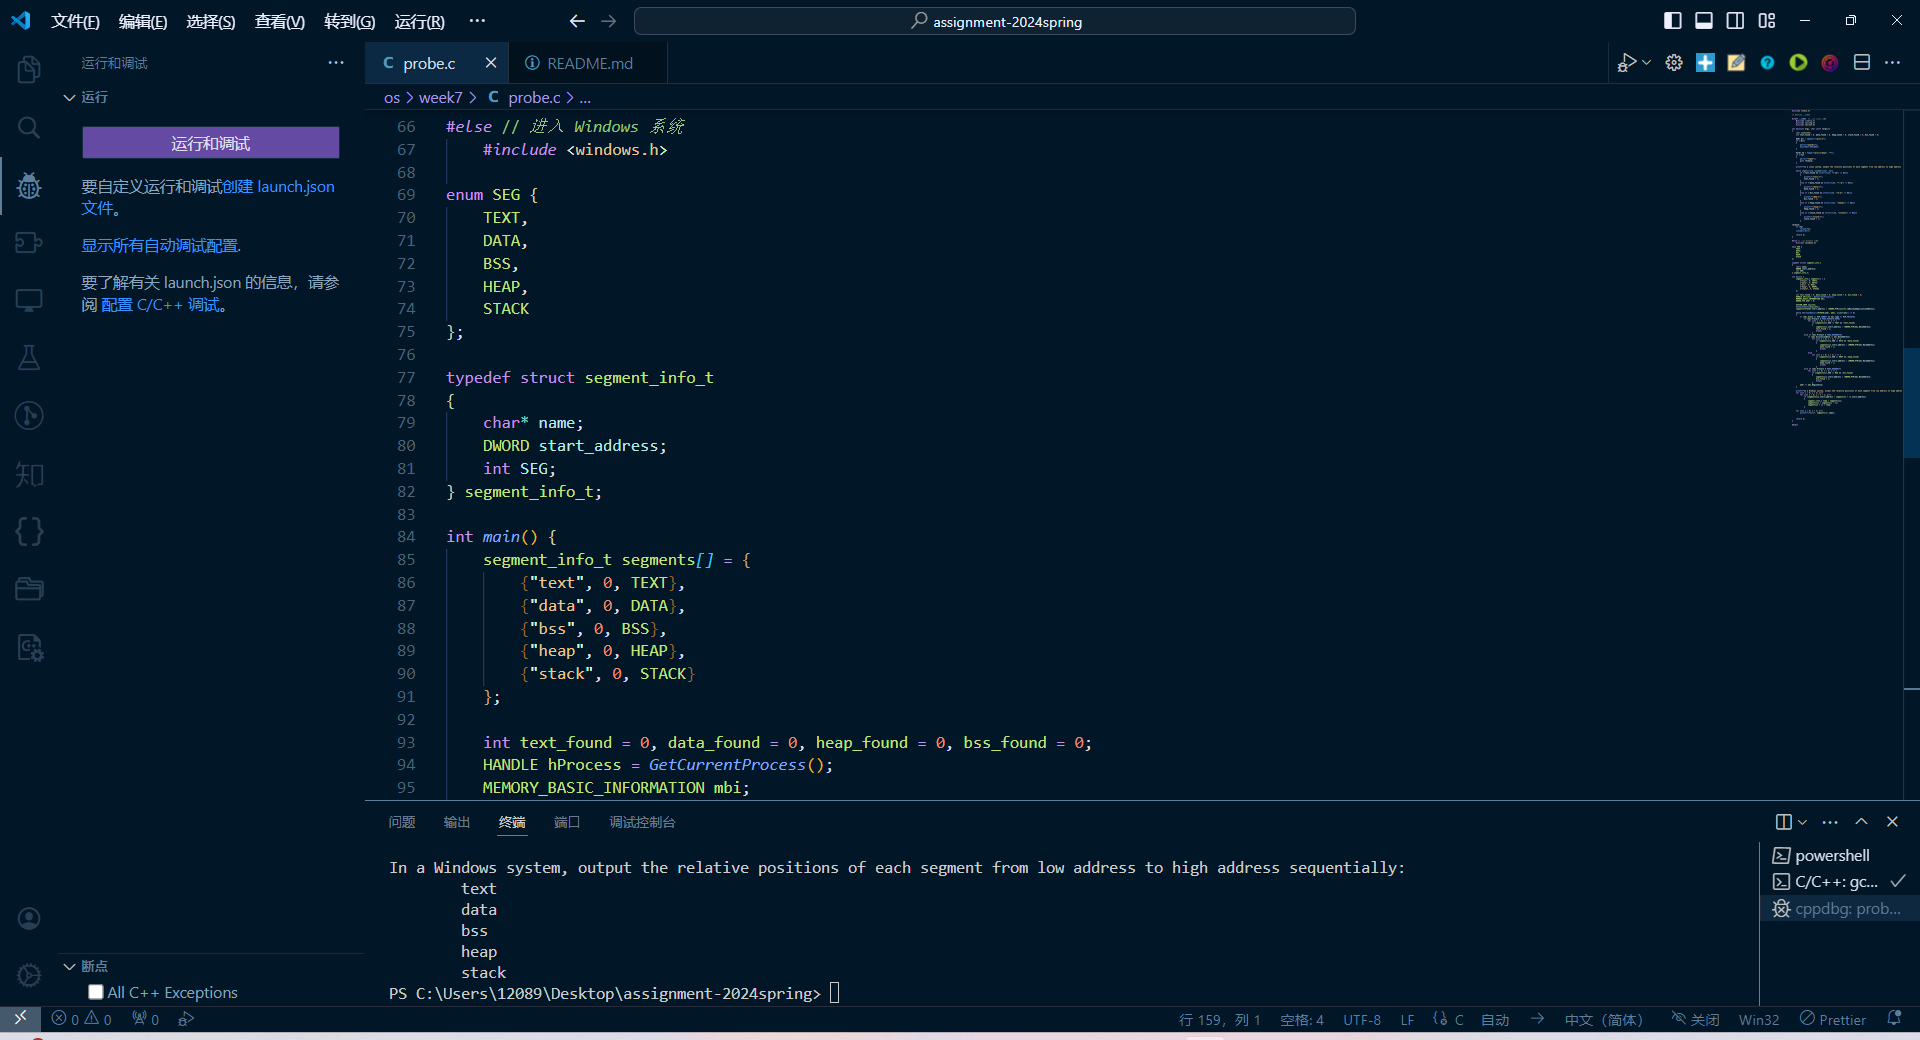 文件(F) 编辑(E) 选择(S) 查看(V) 转到(G) 运行(R) ··· assignment-2024spring
运行和调试 ···
运行
运行和调试
要自定义运行和调试创建 launch.json
文件。
显示所有自动调试配置.
要了解有关 launch.json 的信息，请参
阅 配置 C/C++ 调试。
断点
All C++ Exceptions
C probe.c README.md
os > week7 > C probe.c > ...
66 #else // 进入 Windows 系统
67 #include <windows.h>
68
69 enum SEG {
70 TEXT,
71 DATA,
72 BSS,
73 HEAP,
74 STACK
75 };
76
77 typedef struct segment_info_t
78 {
79 char* name;
80 DWORD start_address;
81 int SEG;
82 } segment_info_t;
83
84 int main() {
85 segment_info_t segments[] = {
86 {"text", 0, TEXT},
87 {"data", 0, DATA},
88 {"bss", 0, BSS},
89 {"heap", 0, HEAP},
90 {"stack", 0, STACK}
91 };
92
93 int text_found = 0, data_found = 0, heap_found = 0, bss_found = 0;
94 HANDLE hProcess = GetCurrentProcess();
95 MEMORY_BASIC_INFORMATION mbi;
问题 输出 终端 端口 调试控制台
In a Windows system, output the relative positions of each segment from low address to high address sequentially:
text
data
bss
heap
stack
PS C:\Users\12089\Desktop\assignment-2024spring>
powershell
C/C++: gc...
cppdbg: prob...
知
0 0 0 行 159, 列 1 空格: 4 UTF-8 LF C 自动 中文（简体） 关闭 Win32 Prettier